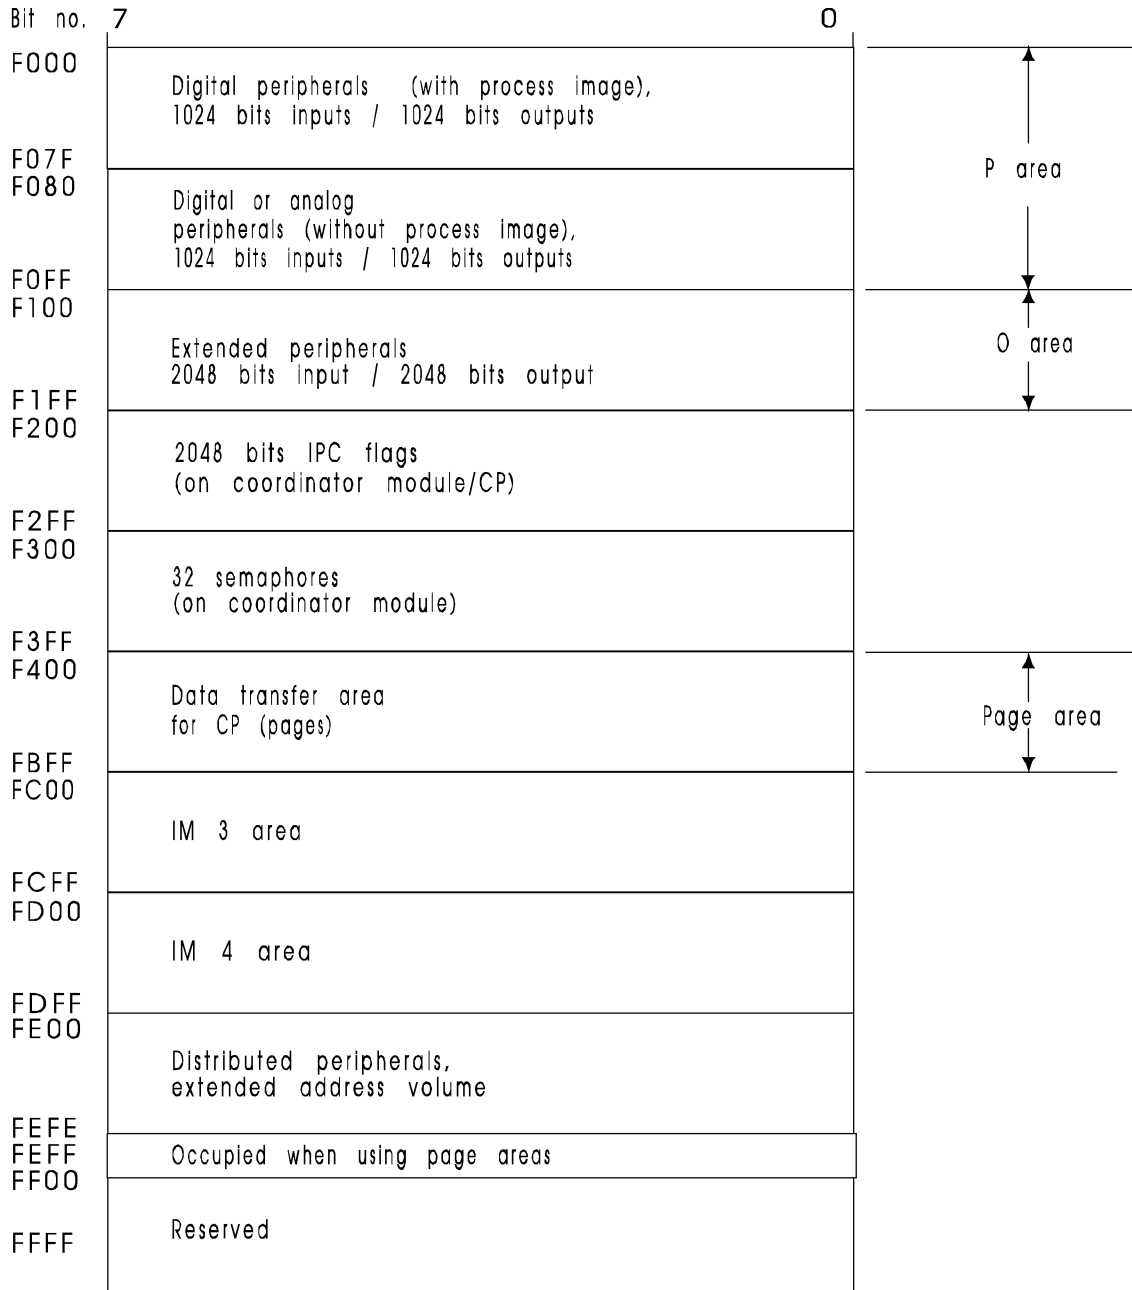 Bit no. 7 0
F000
Digital peripherals (with process image),
1024 bits inputs / 1024 bits outputs
F07F
P area
F080
Digital or analog
peripherals (without process image),
1024 bits inputs / 1024 bits outputs
F0FF
F100
O area
Extended peripherals
2048 bits input / 2048 bits output
F1FF
F200
2048 bits IPC flags
(on coordinator module/CP)
F2FF
F300
32 semaphores
(on coordinator module)
F3FF
F400
Data transfer area
for CP (pages)
Page area
FBFF
FC00
IM 3 area
FCFF
FD00
IM 4 area
FDFF
FE00
Distributed peripherals,
extended address volume
FEFE
FEFF Occupied when using page areas
FF00
Reserved
FFFF